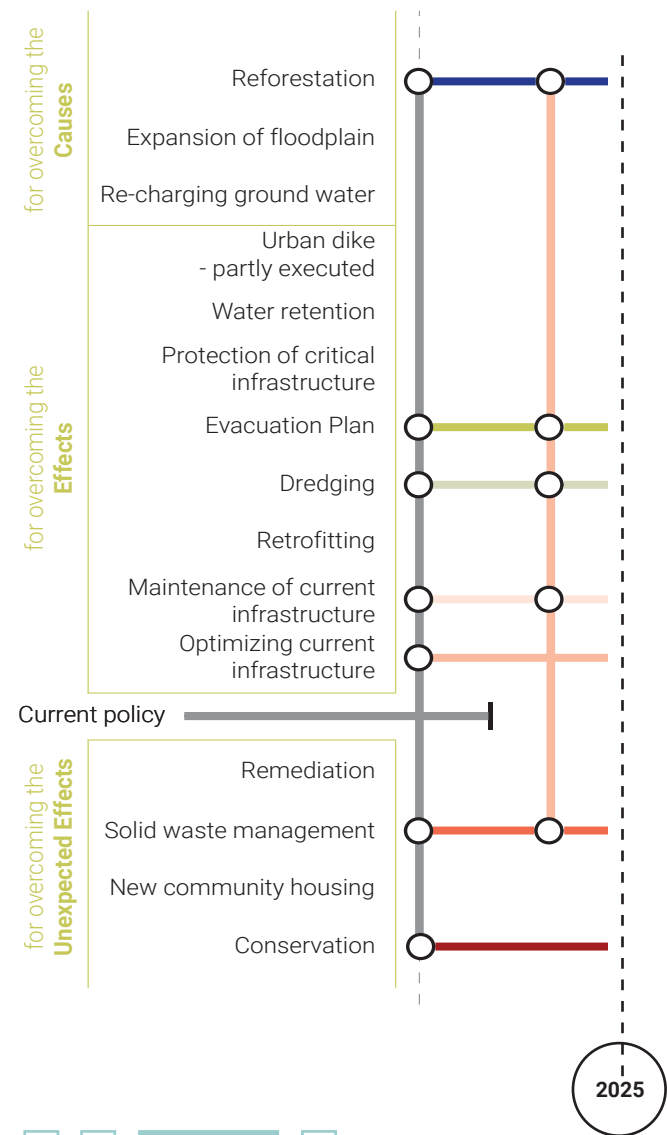 for overcoming the
Causes
Reforestation
Expansion of floodplain
Re-charging ground water
for overcoming the
Effects
Urban dike
- partly executed
Water retention
Protection of critical
infrastructure
Evacuation Plan
Dredging
Retrofitting
Maintenance of current
infrastructure
Optimizing current
infrastructure
Current policy
for overcoming the
Unexpected Effects
Remediation
Solid waste management
New community housing
Conservation
2025